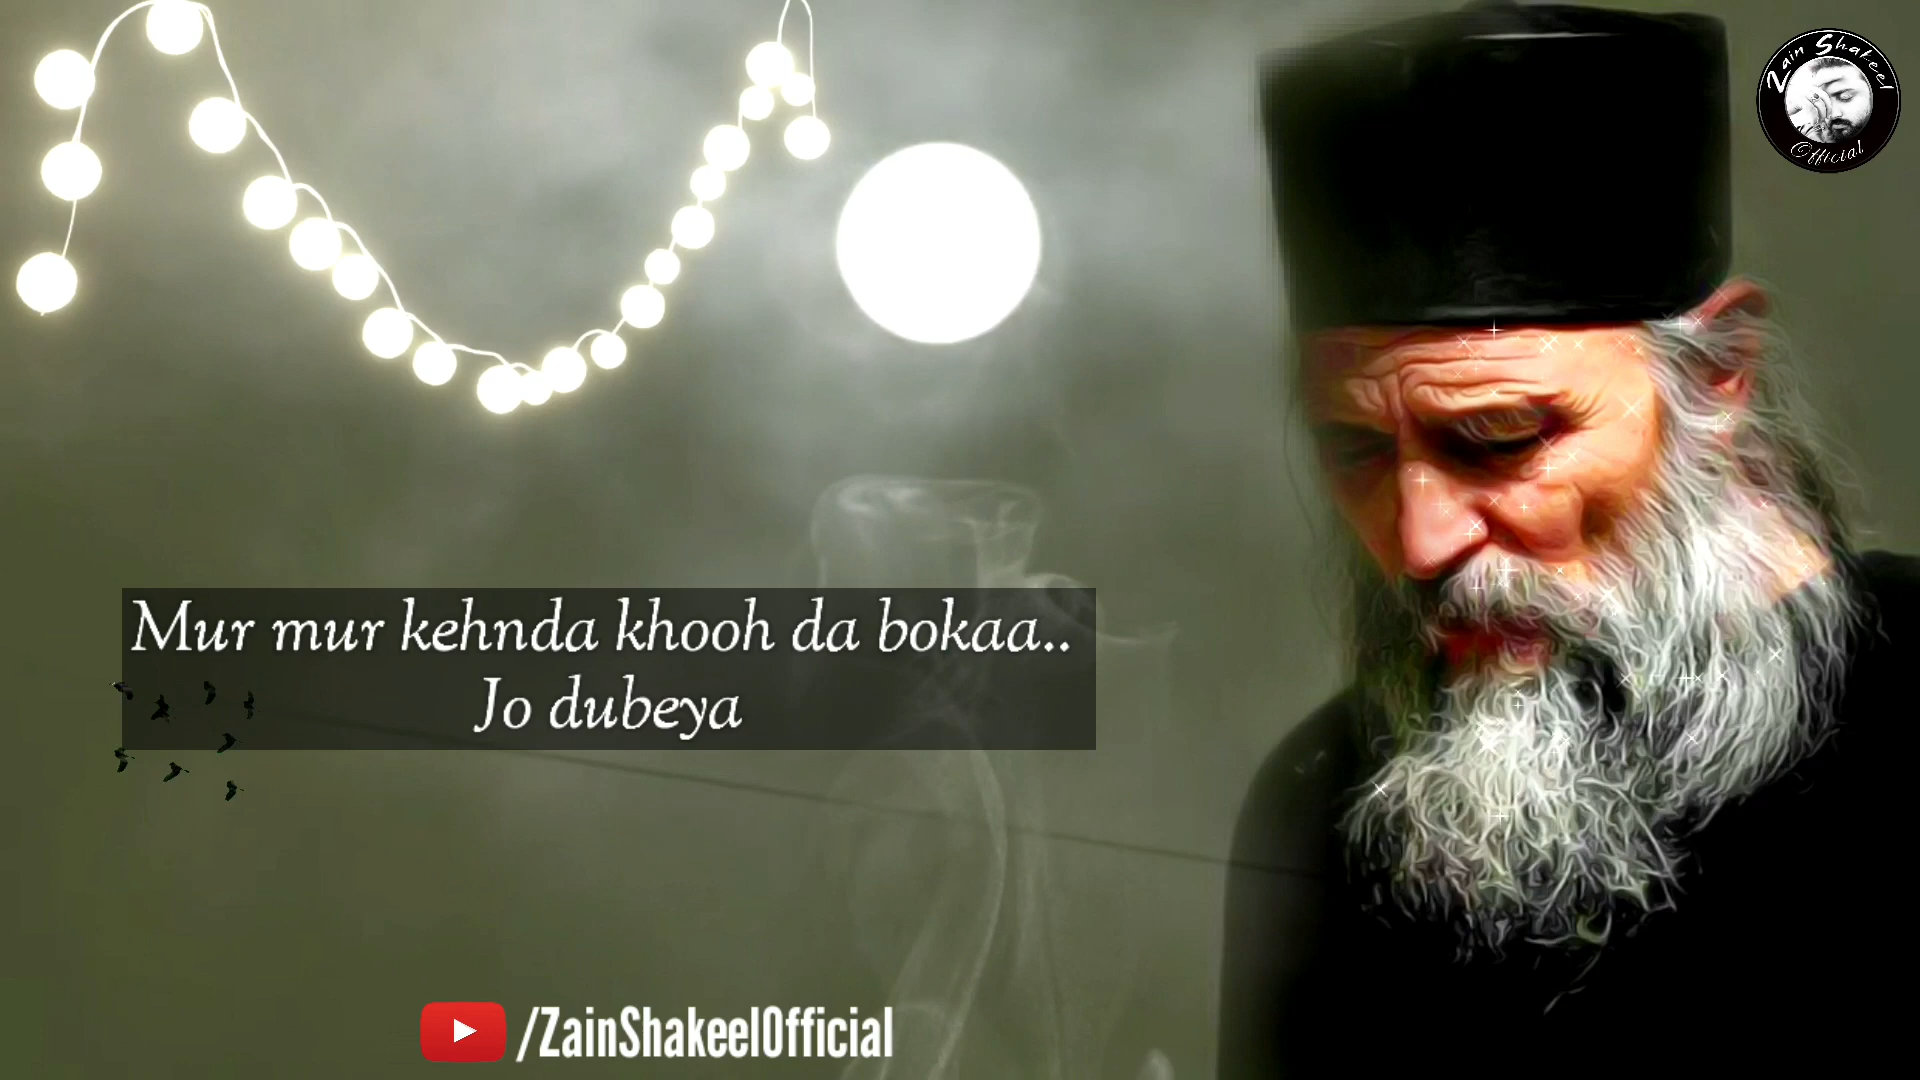 Zain Shakeel
Official
Mur mur kehnda khooh da bokaa..
Jo dubeya
/ZainShakeelOfficial